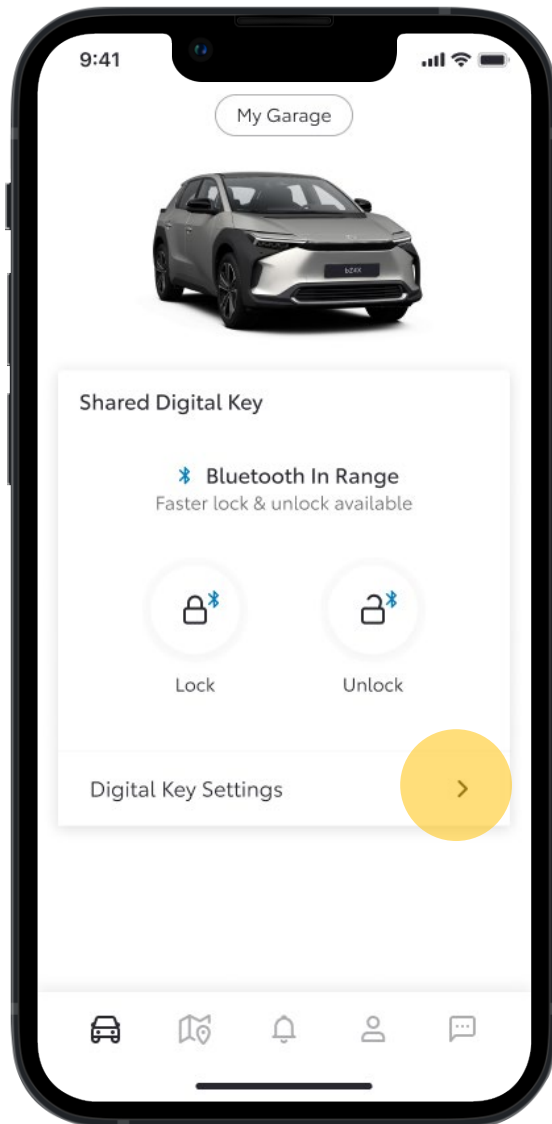 9:41
My Garage
Shared Digital Key
Bluetooth In Range
Faster lock & unlock available
Lock
Unlock
Digital Key Settings